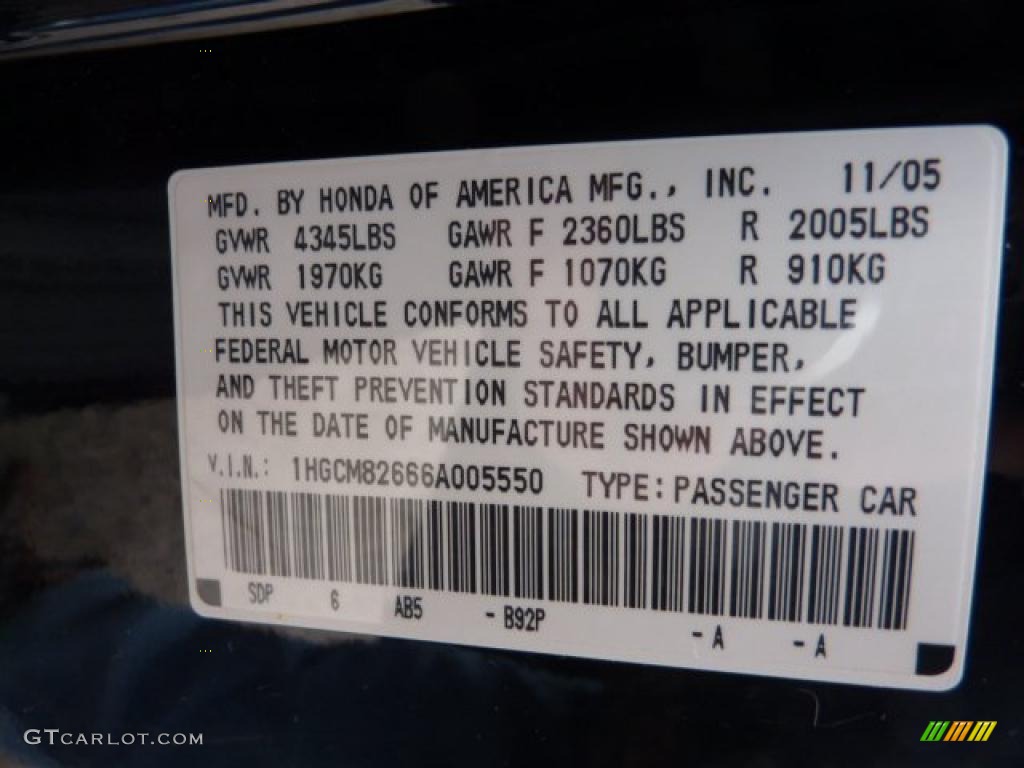 MFD. BY HONDA OF AMERICA MFG., INC. 11/05
GVWR 4345LBS GAWR F 2360LBS R 2005LBS
GVWR 1970KG GAWR F 1070KG R 910KG
THIS VEHICLE CONFORMS TO ALL APPLICABLE
FEDERAL MOTOR VEHICLE SAFETY, BUMPER,
AND THEFT PREVENTION STANDARDS IN EFFECT
ON THE DATE OF MANUFACTURE SHOWN ABOVE.
V.I.N.: 1HGCM82666A005550 TYPE: PASSENGER CAR
SDP 6 AB5 - B92P - A - A
GTCARLOT.COM